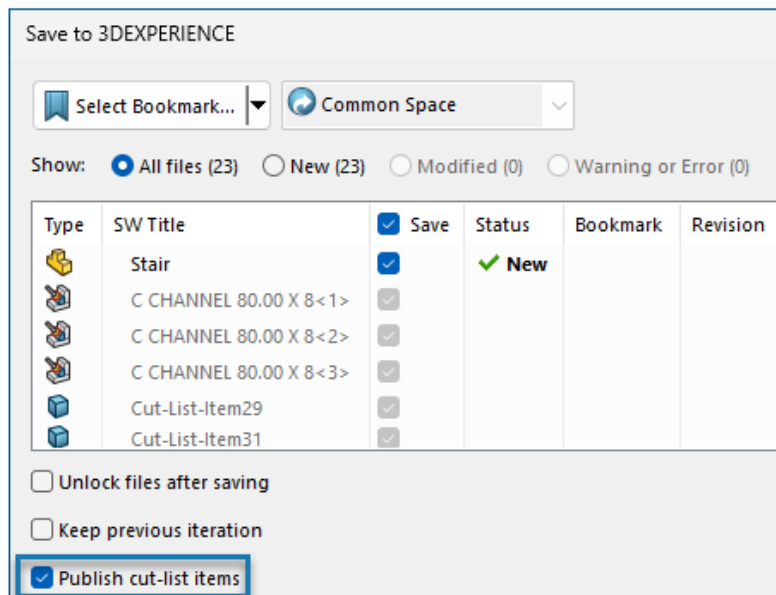 Save to 3DEXPERIENCE
Select Bookmark... Common Space
Show: All files (23) New (23) Modified (0) Warning or Error (0)
Type SW Title Save Status Bookmark Revision
Stair New
C CHANNEL 80.00 X 8<1>
C CHANNEL 80.00 X 8<2>
C CHANNEL 80.00 X 8<3>
Cut-List-Item29
Cut-List-Item31
Unlock files after saving
Keep previous iteration
Publish cut-list items